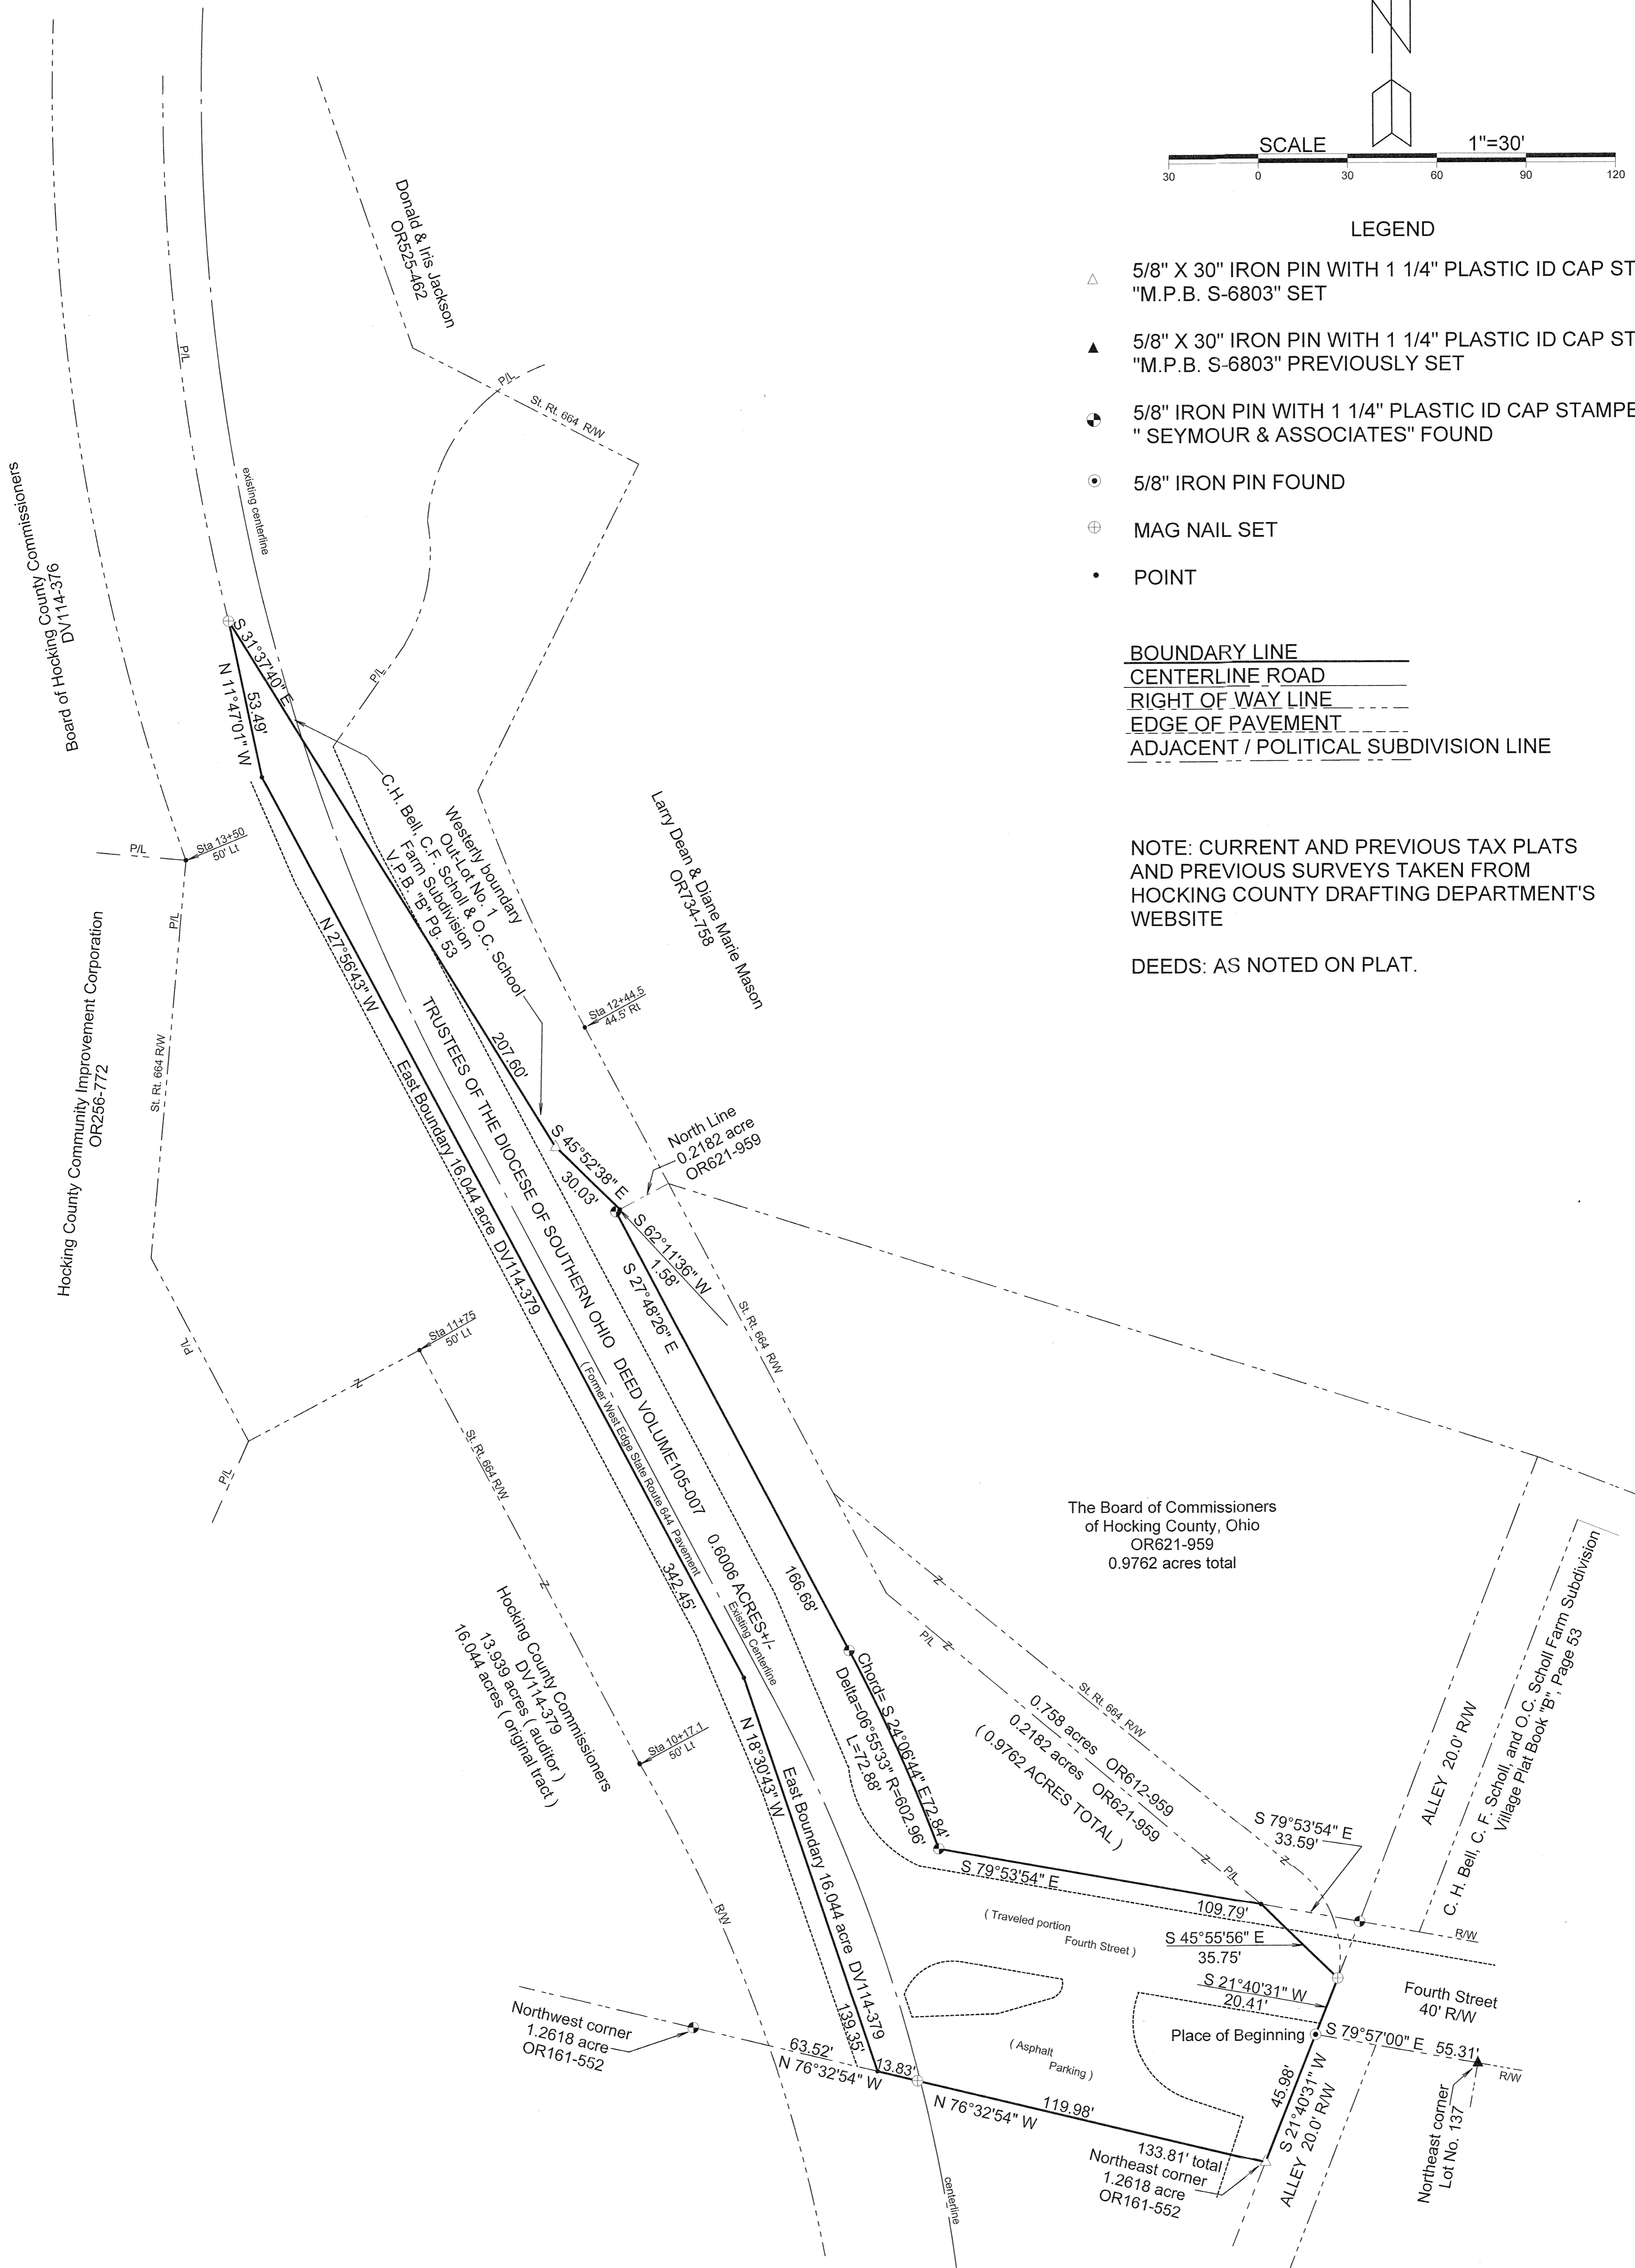 N
SCALE 1"=30'
30 0 30 60 90 120
LEGEND
5/8" X 30" IRON PIN WITH 1 1/4" PLASTIC ID CAP ST
"M.P.B. S-6803" SET
5/8" X 30" IRON PIN WITH 1 1/4" PLASTIC ID CAP ST
"M.P.B. S-6803" PREVIOUSLY SET
5/8" IRON PIN WITH 1 1/4" PLASTIC ID CAP STAMPE
" SEYMOUR & ASSOCIATES" FOUND
5/8" IRON PIN FOUND
MAG NAIL SET
POINT
BOUNDARY LINE
CENTERLINE ROAD
RIGHT OF WAY LINE
EDGE OF PAVEMENT
ADJACENT / POLITICAL SUBDIVISION LINE
NOTE: CURRENT AND PREVIOUS TAX PLATS
AND PREVIOUS SURVEYS TAKEN FROM
HOCKING COUNTY DRAFTING DEPARTMENT'S
WEBSITE
DEEDS: AS NOTED ON PLAT.
Donald & Iris Jackson
OR525-462
P/L
P/L
St. Rt. 664 R/W
existing centerline
Board of Hocking County Commissioners
DV114-376
P/L
S 31°37'40" E
53.49'
N 11°47'01" W
C.H. Bell, C.F. Scholl & O.C. School
Farm Subdivision
V.P.B. "B" Pg. 53
Westerly boundary
Out-Lot No. 1
Larry Dean & Diane Marie Mason
OR734-758
P/L
Sta 13+50
50' Lt
P/L
Hocking County Community Improvement Corporation
OR256-772
St. Rt. 664 R/W
N 27°56'43" W
East Boundary 16.044 acre DV114-379
TRUSTEES OF THE DIOCESE OF SOUTHERN OHIO DEED VOLUME105-007 0.6006 ACRES+/-
207.60'
Sta 12+44.5
44.5' Rt
North Line
0.2182 acre
OR621-959
S 45°52'38" E
30.03'
S 62°11'36" W
1.58'
S 27°48'26" E
St. Rt. 664 R/W
P/L
P/L
Sta 11+75
50' Lt
Z
St. Rt. 664 R/W
( Former West Edge State Route 644 Pavement
342.45'
Existing Centerline
166.68'
The Board of Commissioners
of Hocking County, Ohio
OR621-959
0.9762 acres total
Z
Hocking County Commissioners
DV114-379
13.939 acres ( auditor )
16.044 acres ( original tract )
Sta 10+17.1
50' Lt
Chord= S 24°06'44" E 72.84'
Delta=06°55'33" R=602.96'
L=72.88'
P/L
Z
Z
St. Rt. 664 R/W
0.758 acres OR612-959
0.2182 acres OR621-959
( 0.9762 ACRES TOTAL )
ALLEY 20.0' R/W
C. H. Bell, C. F. Scholl, and O.C. Scholl Farm Subdivision
Village Plat Book "B", Page 53
N 18°30'43" W
East Boundary 16.044 acre DV114-379
139.35'
R/W
S 79°53'54" E
109.79'
Z
P/L
Z
S 79°53'54" E
33.59'
R/W
( Traveled portion
Fourth Street )
S 45°55'56" E
35.75'
S 21°40'31" W
20.41'
Fourth Street
40' R/W
Place of Beginning
S 79°57'00" E 55.31'
R/W
Northwest corner
1.2618 acre
OR161-552
63.52'
N 76°32'54" W
13.83'
( Asphalt
Parking )
N 76°32'54" W
119.98'
133.81' total
Northeast corner
1.2618 acre
OR161-552
45.98'
S 21°40'31" W
ALLEY 20.0' R/W
Northeast corner
Lot No. 137
centerline